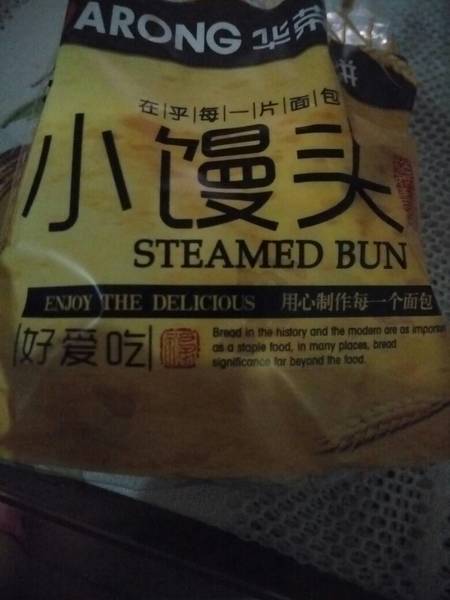 ARONG 华荣
在乎每一片面包
小馒头
STEAMED BUN
ENJOY THE DELICIOUS 用心制作每一个面包
好爱吃
Bread in the history and the modern are as important
as a staple food, in many places, bread
significance far beyond the food.